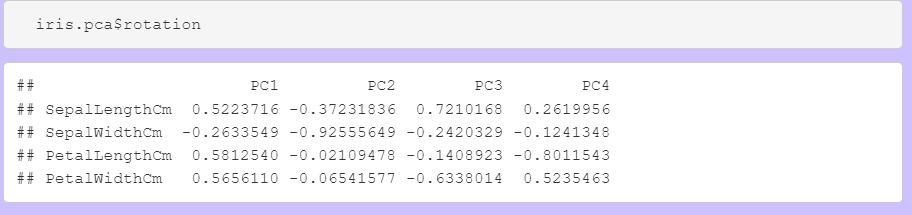 iris.pca$rotation
##                      PC1         PC2        PC3        PC4
## SepalLengthCm  0.5223716 -0.37231836  0.7210168  0.2619956
## SepalWidthCm  -0.2633549 -0.92555649 -0.2420329 -0.1241348
## PetalLengthCm  0.5812540 -0.02109478 -0.1408923 -0.8011543
## PetalWidthCm   0.5656110 -0.06541577 -0.6338014  0.5235463